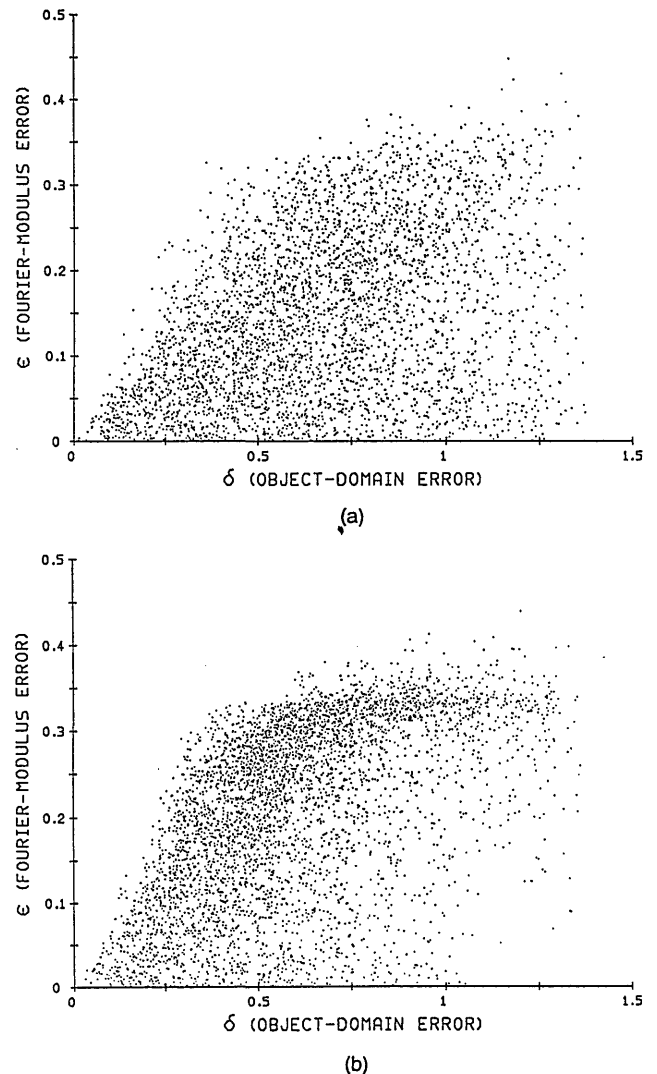 0.5
0.4
0.3
0.2
0.1
0
ϵ (FOURIER-MODULUS ERROR)
0 0.5 1 1.5
δ (OBJECT-DOMAIN ERROR)
(a)
0.5
0.4
0.3
0.2
0.1
0
ϵ (FOURIER-MODULUS ERROR)
0 0.5 1 1.5
δ (OBJECT-DOMAIN ERROR)
(b)